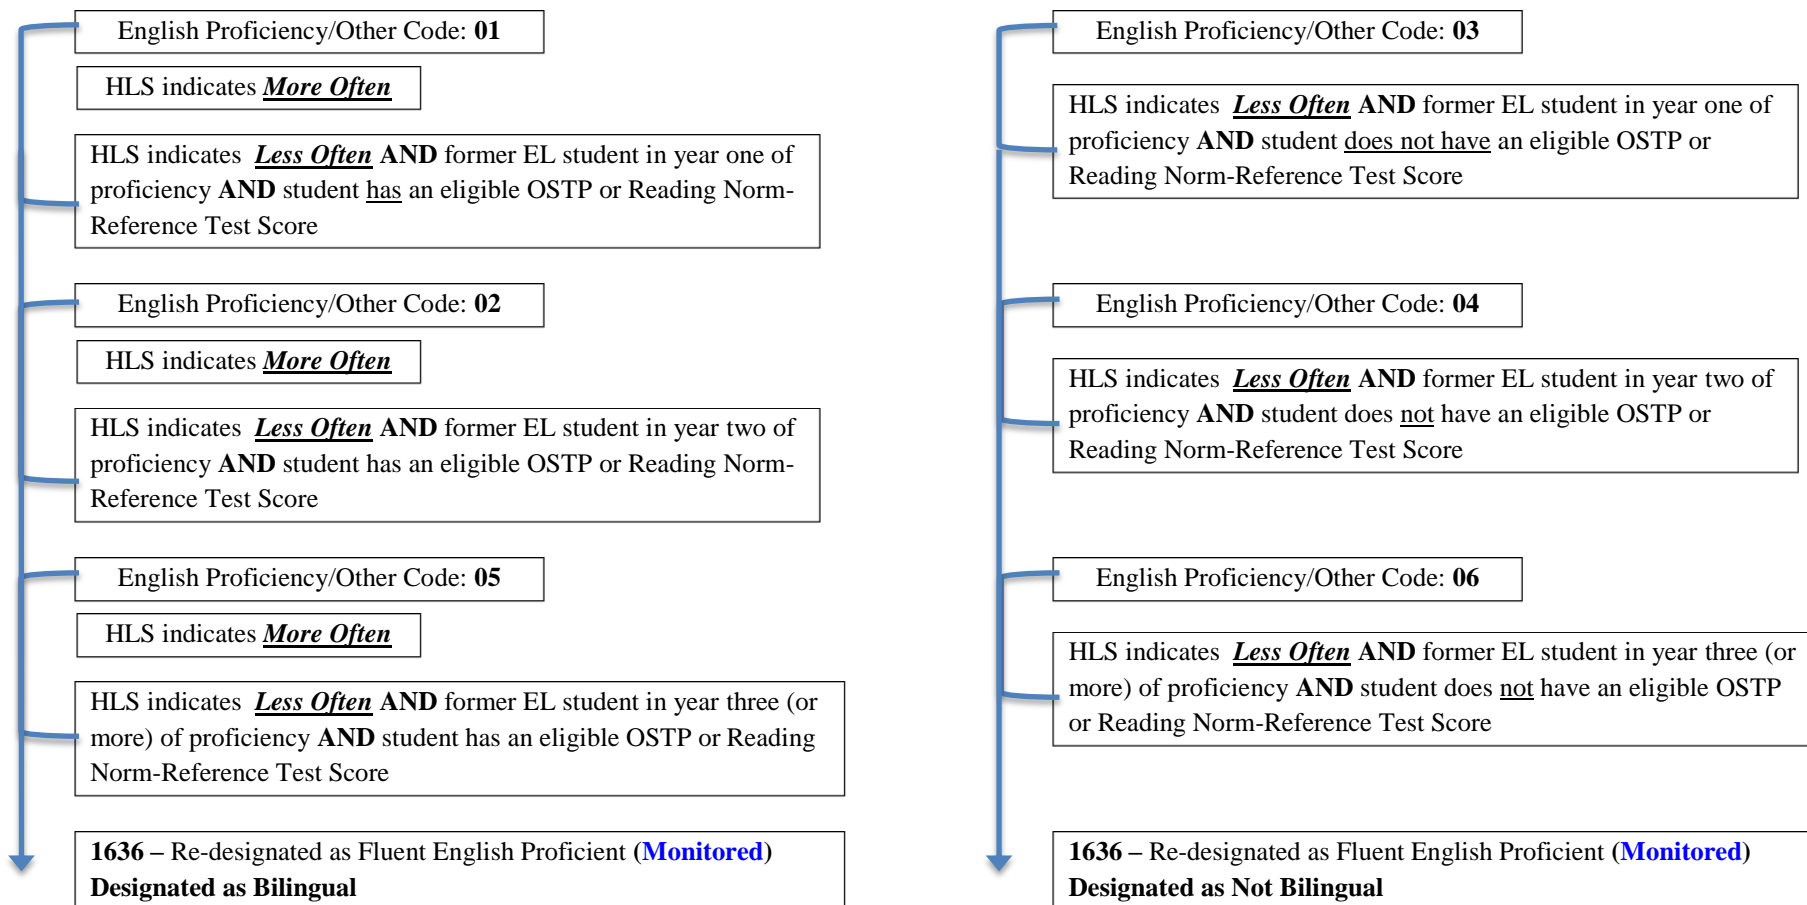 English Proficiency/Other Code: 01
HLS indicates More Often
HLS indicates Less Often AND former EL student in year one of
proficiency AND student has an eligible OSTP or Reading Norm-
Reference Test Score
English Proficiency/Other Code: 02
HLS indicates More Often
HLS indicates Less Often AND former EL student in year two of
proficiency AND student has an eligible OSTP or Reading Norm-
Reference Test Score
English Proficiency/Other Code: 05
HLS indicates More Often
HLS indicates Less Often AND former EL student in year three (or
more) of proficiency AND student has an eligible OSTP or Reading
Norm-Reference Test Score
1636 – Re-designated as Fluent English Proficient (Monitored)
Designated as Bilingual
English Proficiency/Other Code: 03
HLS indicates Less Often AND former EL student in year one of
proficiency AND student does not have an eligible OSTP or
Reading Norm-Reference Test Score
English Proficiency/Other Code: 04
HLS indicates Less Often AND former EL student in year two of
proficiency AND student does not have an eligible OSTP or
Reading Norm-Reference Test Score
English Proficiency/Other Code: 06
HLS indicates Less Often AND former EL student in year three (or
more) of proficiency AND student does not have an eligible OSTP
or Reading Norm-Reference Test Score
1636 – Re-designated as Fluent English Proficient (Monitored)
Designated as Not Bilingual